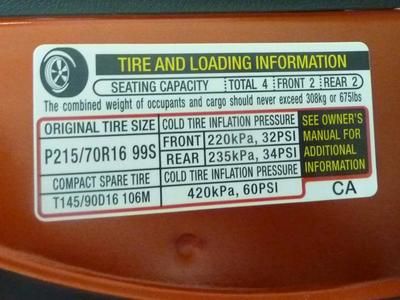 TIRE AND LOADING INFORMATION
SEATING CAPACITY TOTAL 4 FRONT 2 REAR 2
The combined weight of occupants and cargo should never exceed 308kg or 675lbs
ORIGINAL TIRE SIZE COLD TIRE INFLATION PRESSURE
P215/70R16 99S
FRONT 220kPa, 32PSI
REAR 235kPa, 34PSI
COMPACT SPARE TIRE COLD TIRE INFLATION PRESSURE
T145/90D16 106M 420kPa, 60PSI
SEE OWNER'S
MANUAL FOR
ADDITIONAL
INFORMATION
CA